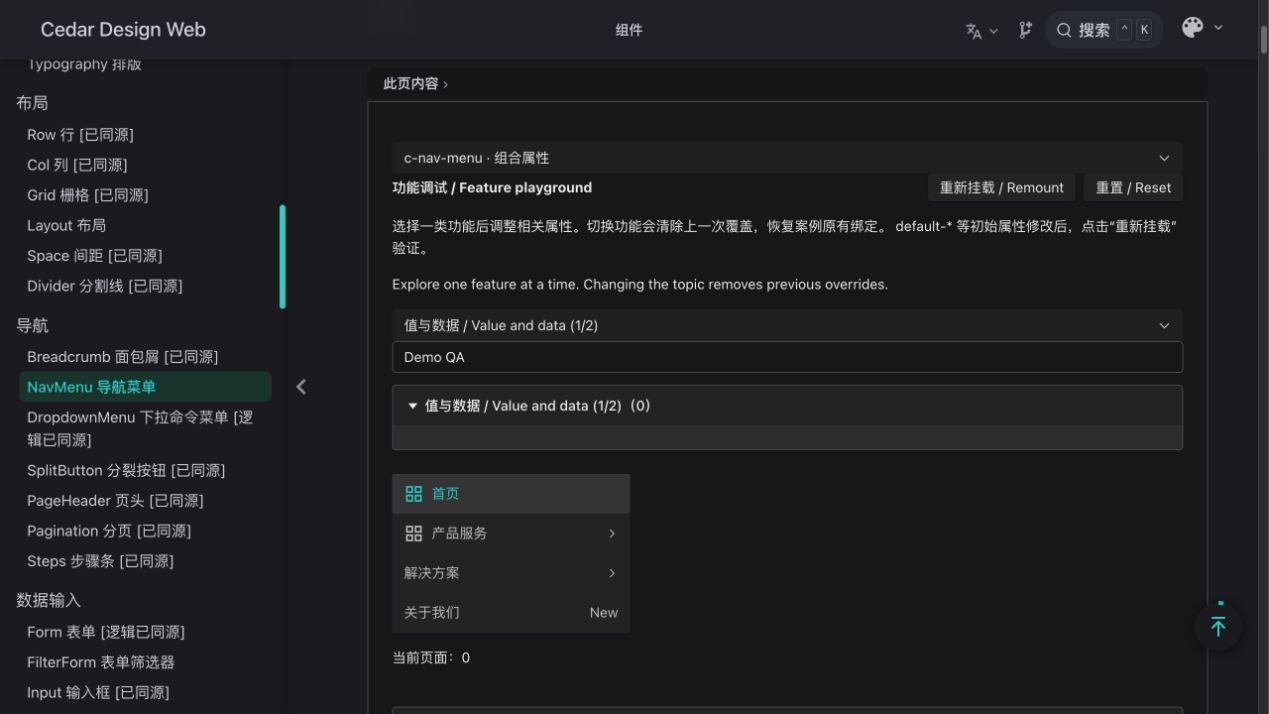 Cedar Design Web
组件
搜索
^
K
Typography 排版
布局
Row 行 [已同源]
Col 列 [已同源]
Grid 栅格 [已同源]
Layout 布局
Space 间距 [已同源]
Divider 分割线 [已同源]
导航
Breadcrumb 面包屑 [已同源]
NavMenu 导航菜单
DropdownMenu 下拉命令菜单 [逻
辑已同源]
SplitButton 分裂按钮 [已同源]
PageHeader 页头 [已同源]
Pagination 分页 [已同源]
Steps 步骤条 [已同源]
数据输入
Form 表单 [逻辑已同源]
FilterForm 表单筛选器
Input 输入框 [已同源]
此页内容 ›
c-nav-menu · 组合属性
功能调试 / Feature playground
重新挂载 / Remount
重置 / Reset
选择一类功能后调整相关属性。切换功能会清除上一次覆盖，恢复案例原有绑定。 default-* 等初始属性修改后，点击“重新挂载”
验证。
Explore one feature at a time. Changing the topic removes previous overrides.
值与数据 / Value and data (1/2)
Demo QA
值与数据 / Value and data (1/2)（0）
首页
产品服务
解决方案
关于我们
New
当前页面：0